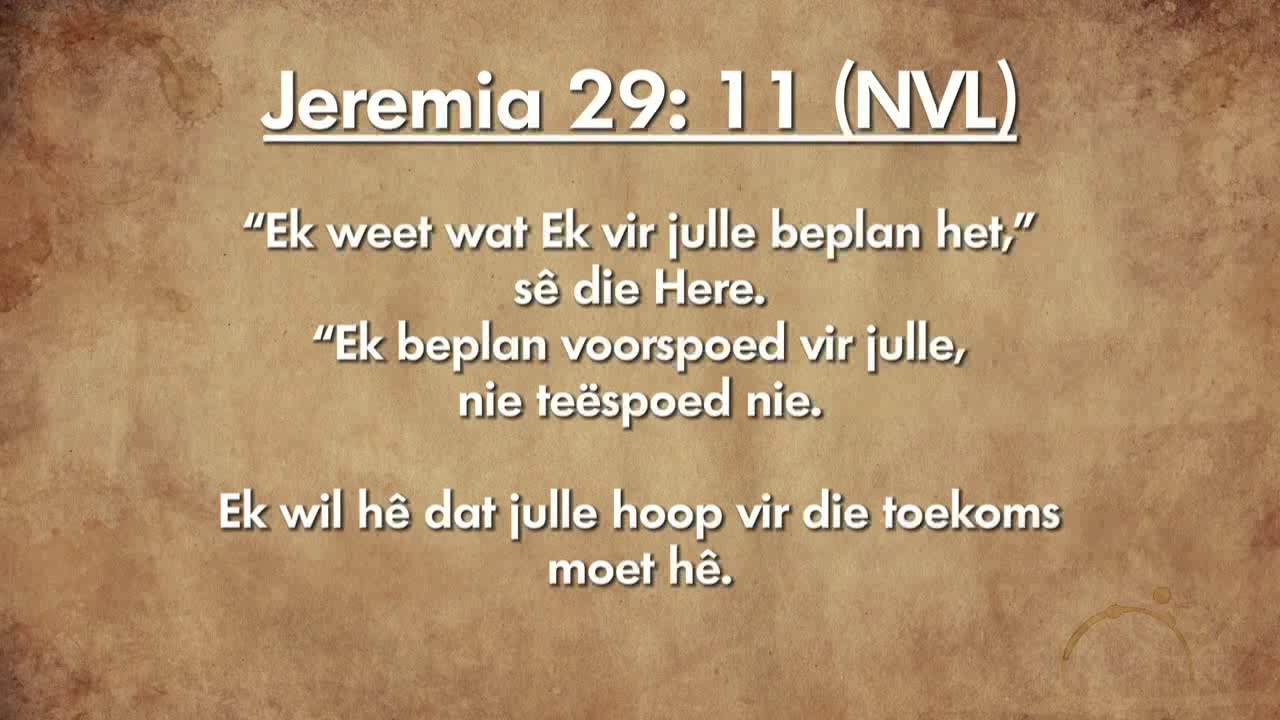 Jeremia 29: 11 (NVL)
“Ek weet wat Ek vir julle beplan het,”
sê die Here.
“Ek beplan voorspoed vir julle,
nie teëspoed nie.
Ek wil hê dat julle hoop vir die toekoms
moet hê.